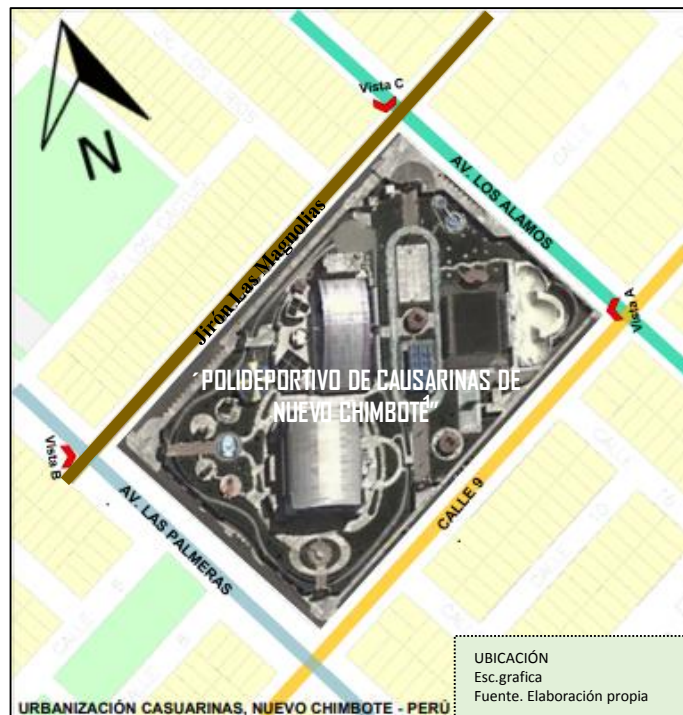 Vista C
N
AV. LOS ALAMOS
Jirón Las Magnolias
Vista A
´POLIDEPORTIVO DE CAUSARINAS DE
NUEVO CHIMBOTE"
1
Vista B
AV. LAS PALMERAS
CALLE 9
UBICACIÓN
Esc.grafica
Fuente. Elaboración propia
URBANIZACIÓN CASUARINAS, NUEVO CHIMBOTE - PERÚ